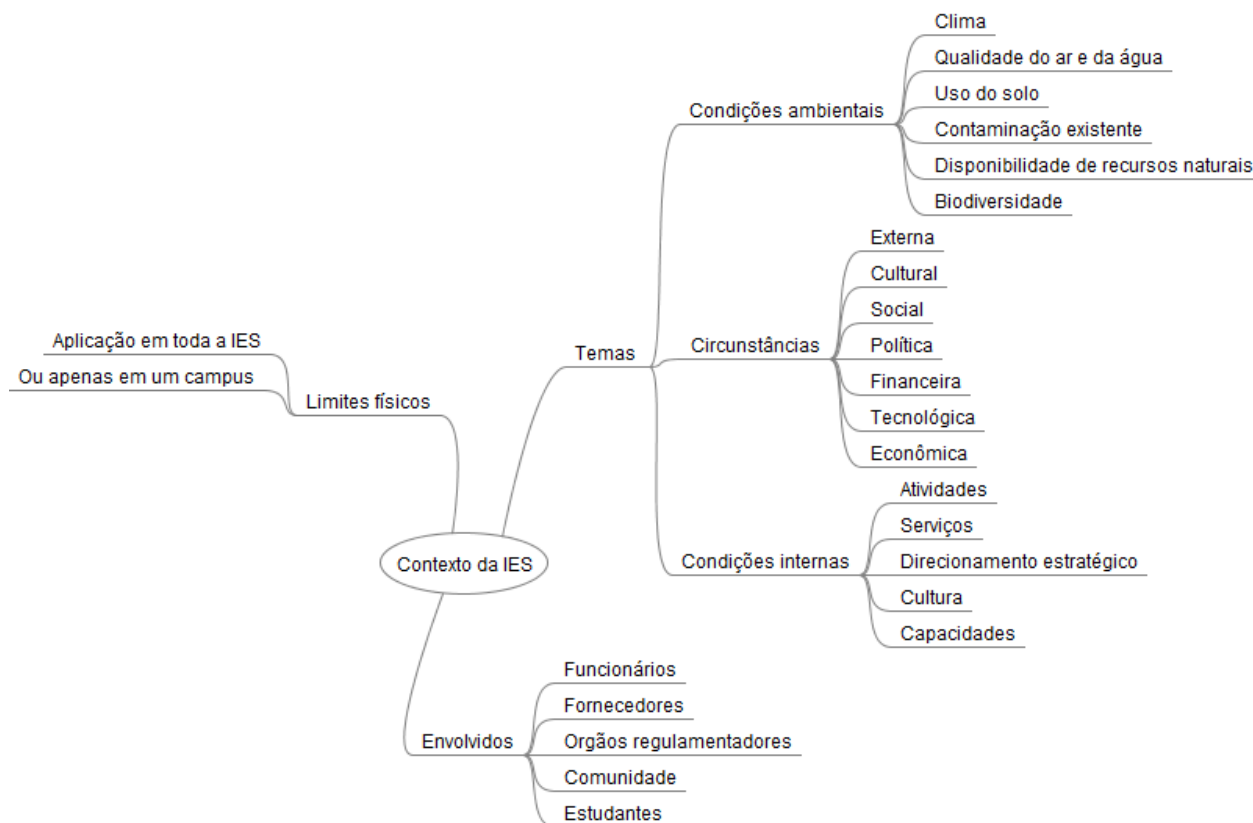 Clima
Qualidade do ar e da água
Uso do solo
Condições ambientais
Contaminação existente
Disponibilidade de recursos naturais
Biodiversidade
Externa
Cultural
Social
Aplicação em toda a IES
Temas
Circunstâncias
Política
Ou apenas em um campus
Financeira
Limites físicos
Tecnológica
Econômica
Atividades
Serviços
Contexto da IES
Condições internas
Direcionamento estratégico
Cultura
Capacidades
Funcionários
Fornecedores
Envolvidos
Orgãos regulamentadores
Comunidade
Estudantes